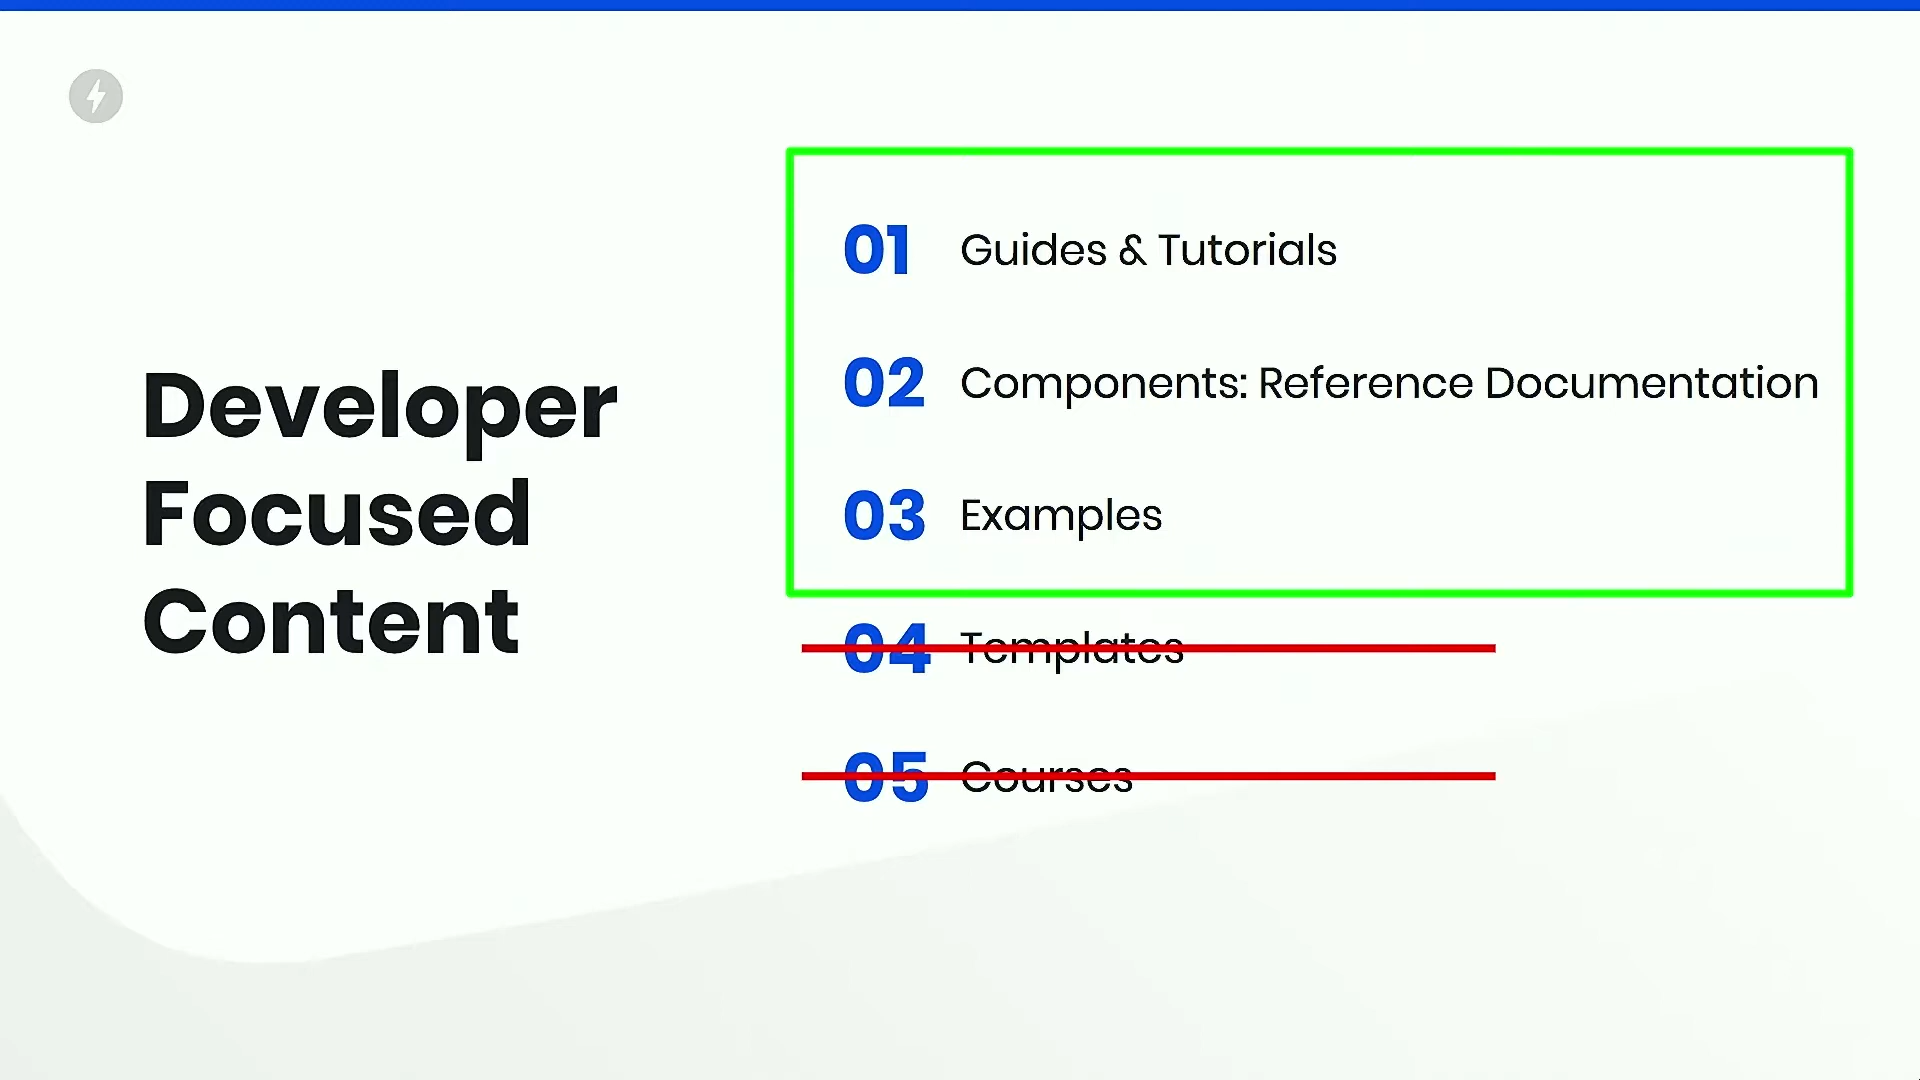 Developer
Focused
Content
01 Guides & Tutorials
02 Components: Reference Documentation
03 Examples
04 Templates
05 Courses